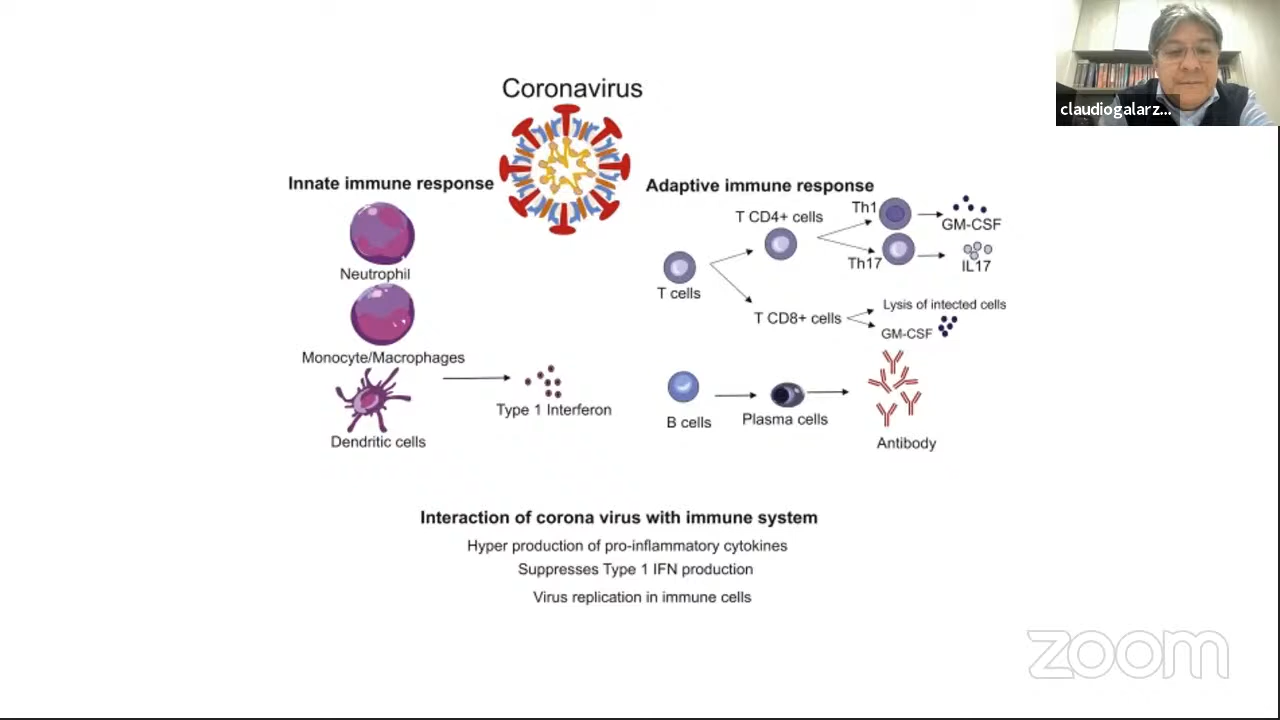 claudiogalarz...
Coronavirus
Innate immune response
Neutrophil
Monocyte/Macrophages
Dendritic cells
Type 1 Interferon
Adaptive immune response
T cells
T CD4+ cells
Th1
GM-CSF
Th17
IL17
T CD8+ cells
Lysis of infected cells
GM-CSF
B cells
Plasma cells
Antibody
Interaction of corona virus with immune system
Hyper production of pro-inflammatory cytokines
Suppresses Type 1 IFN production
Virus replication in immune cells
zoom